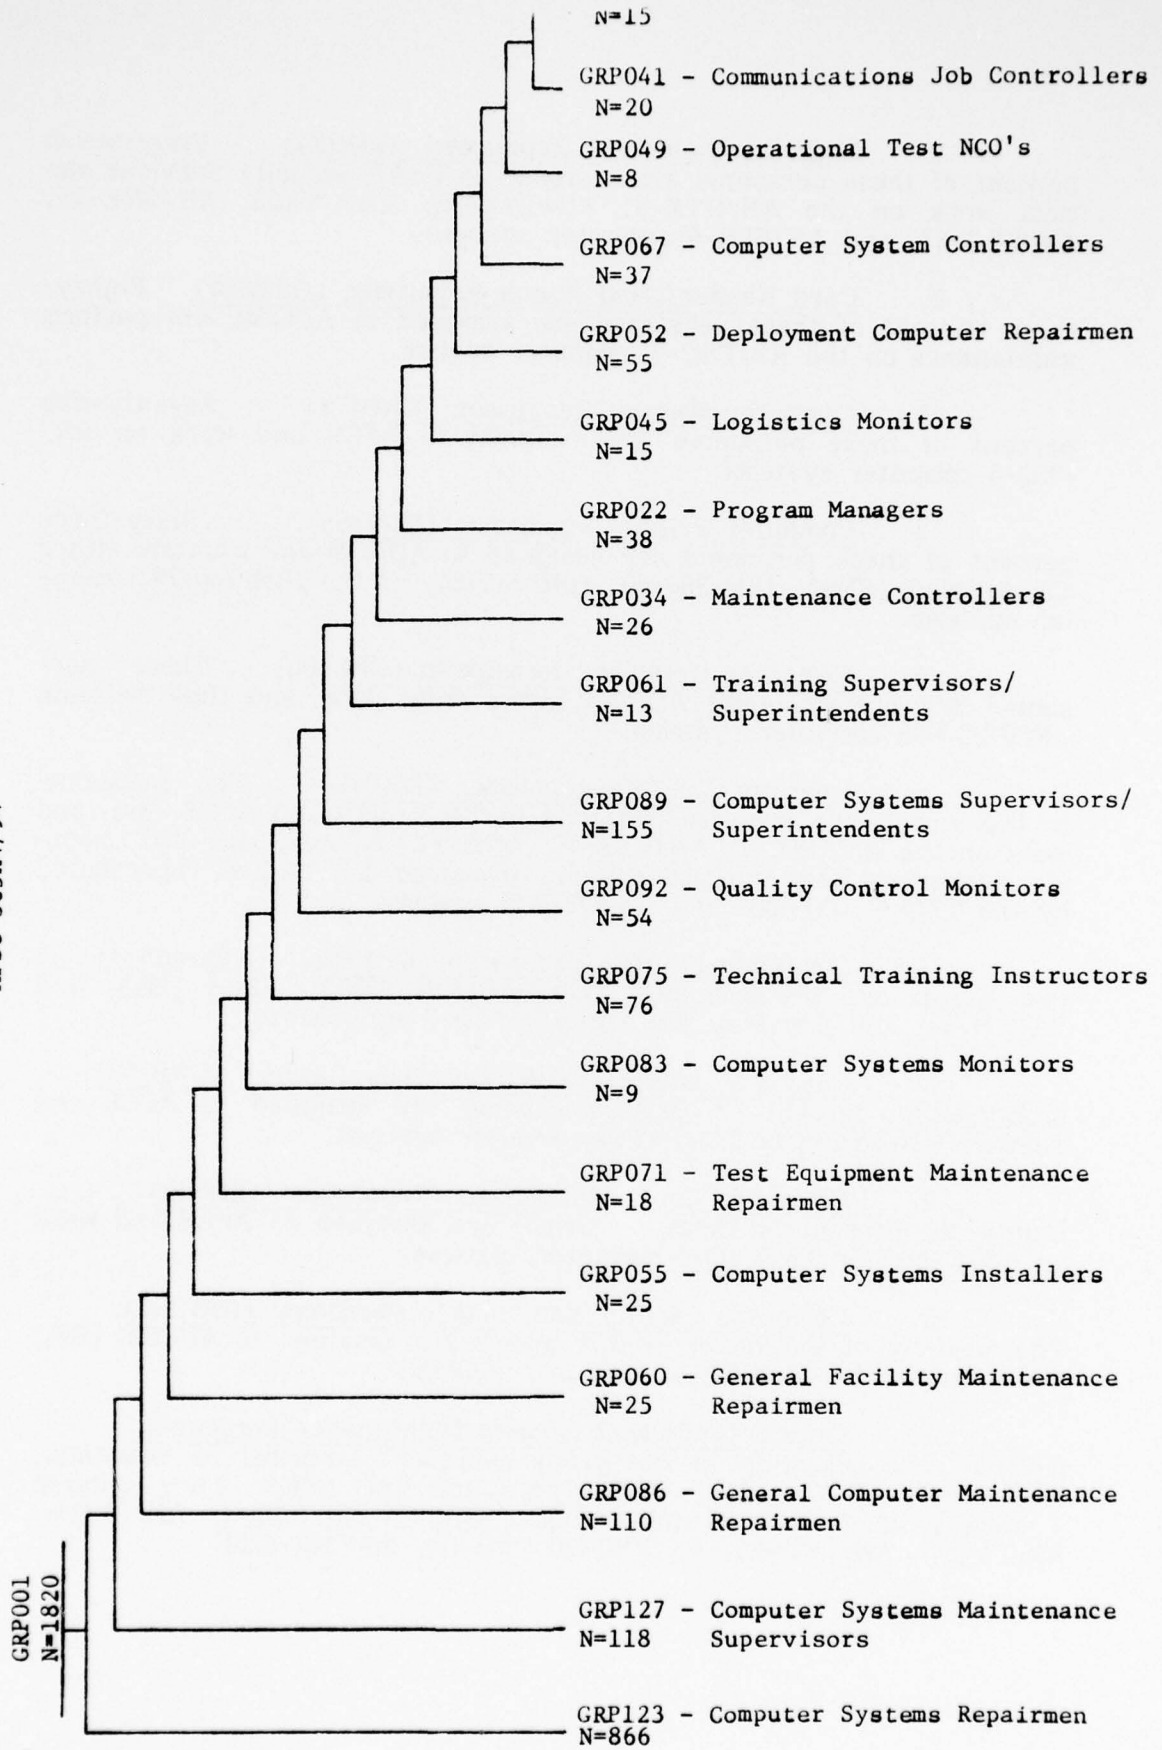 N=15
GRP041 - Communications Job Controllers
N=20
GRP049 - Operational Test NCO's
N=8
GRP067 - Computer System Controllers
N=37
GRP052 - Deployment Computer Repairmen
N=55
GRP045 - Logistics Monitors
N=15
GRP022 - Program Managers
N=38
GRP034 - Maintenance Controllers
N=26
GRP061 - Training Supervisors/
N=13 Superintendents
GRP089 - Computer Systems Supervisors/
N=155 Superintendents
GRP092 - Quality Control Monitors
N=54
GRP075 - Technical Training Instructors
N=76
GRP083 - Computer Systems Monitors
N=9
GRP071 - Test Equipment Maintenance
N=18 Repairmen
GRP055 - Computer Systems Installers
N=25
GRP060 - General Facility Maintenance
N=25 Repairmen
GRP086 - General Computer Maintenance
N=110 Repairmen
GRP127 - Computer Systems Maintenance
N=118 Supervisors
GRP123 - Computer Systems Repairmen
N=866
GRP001
N=1820